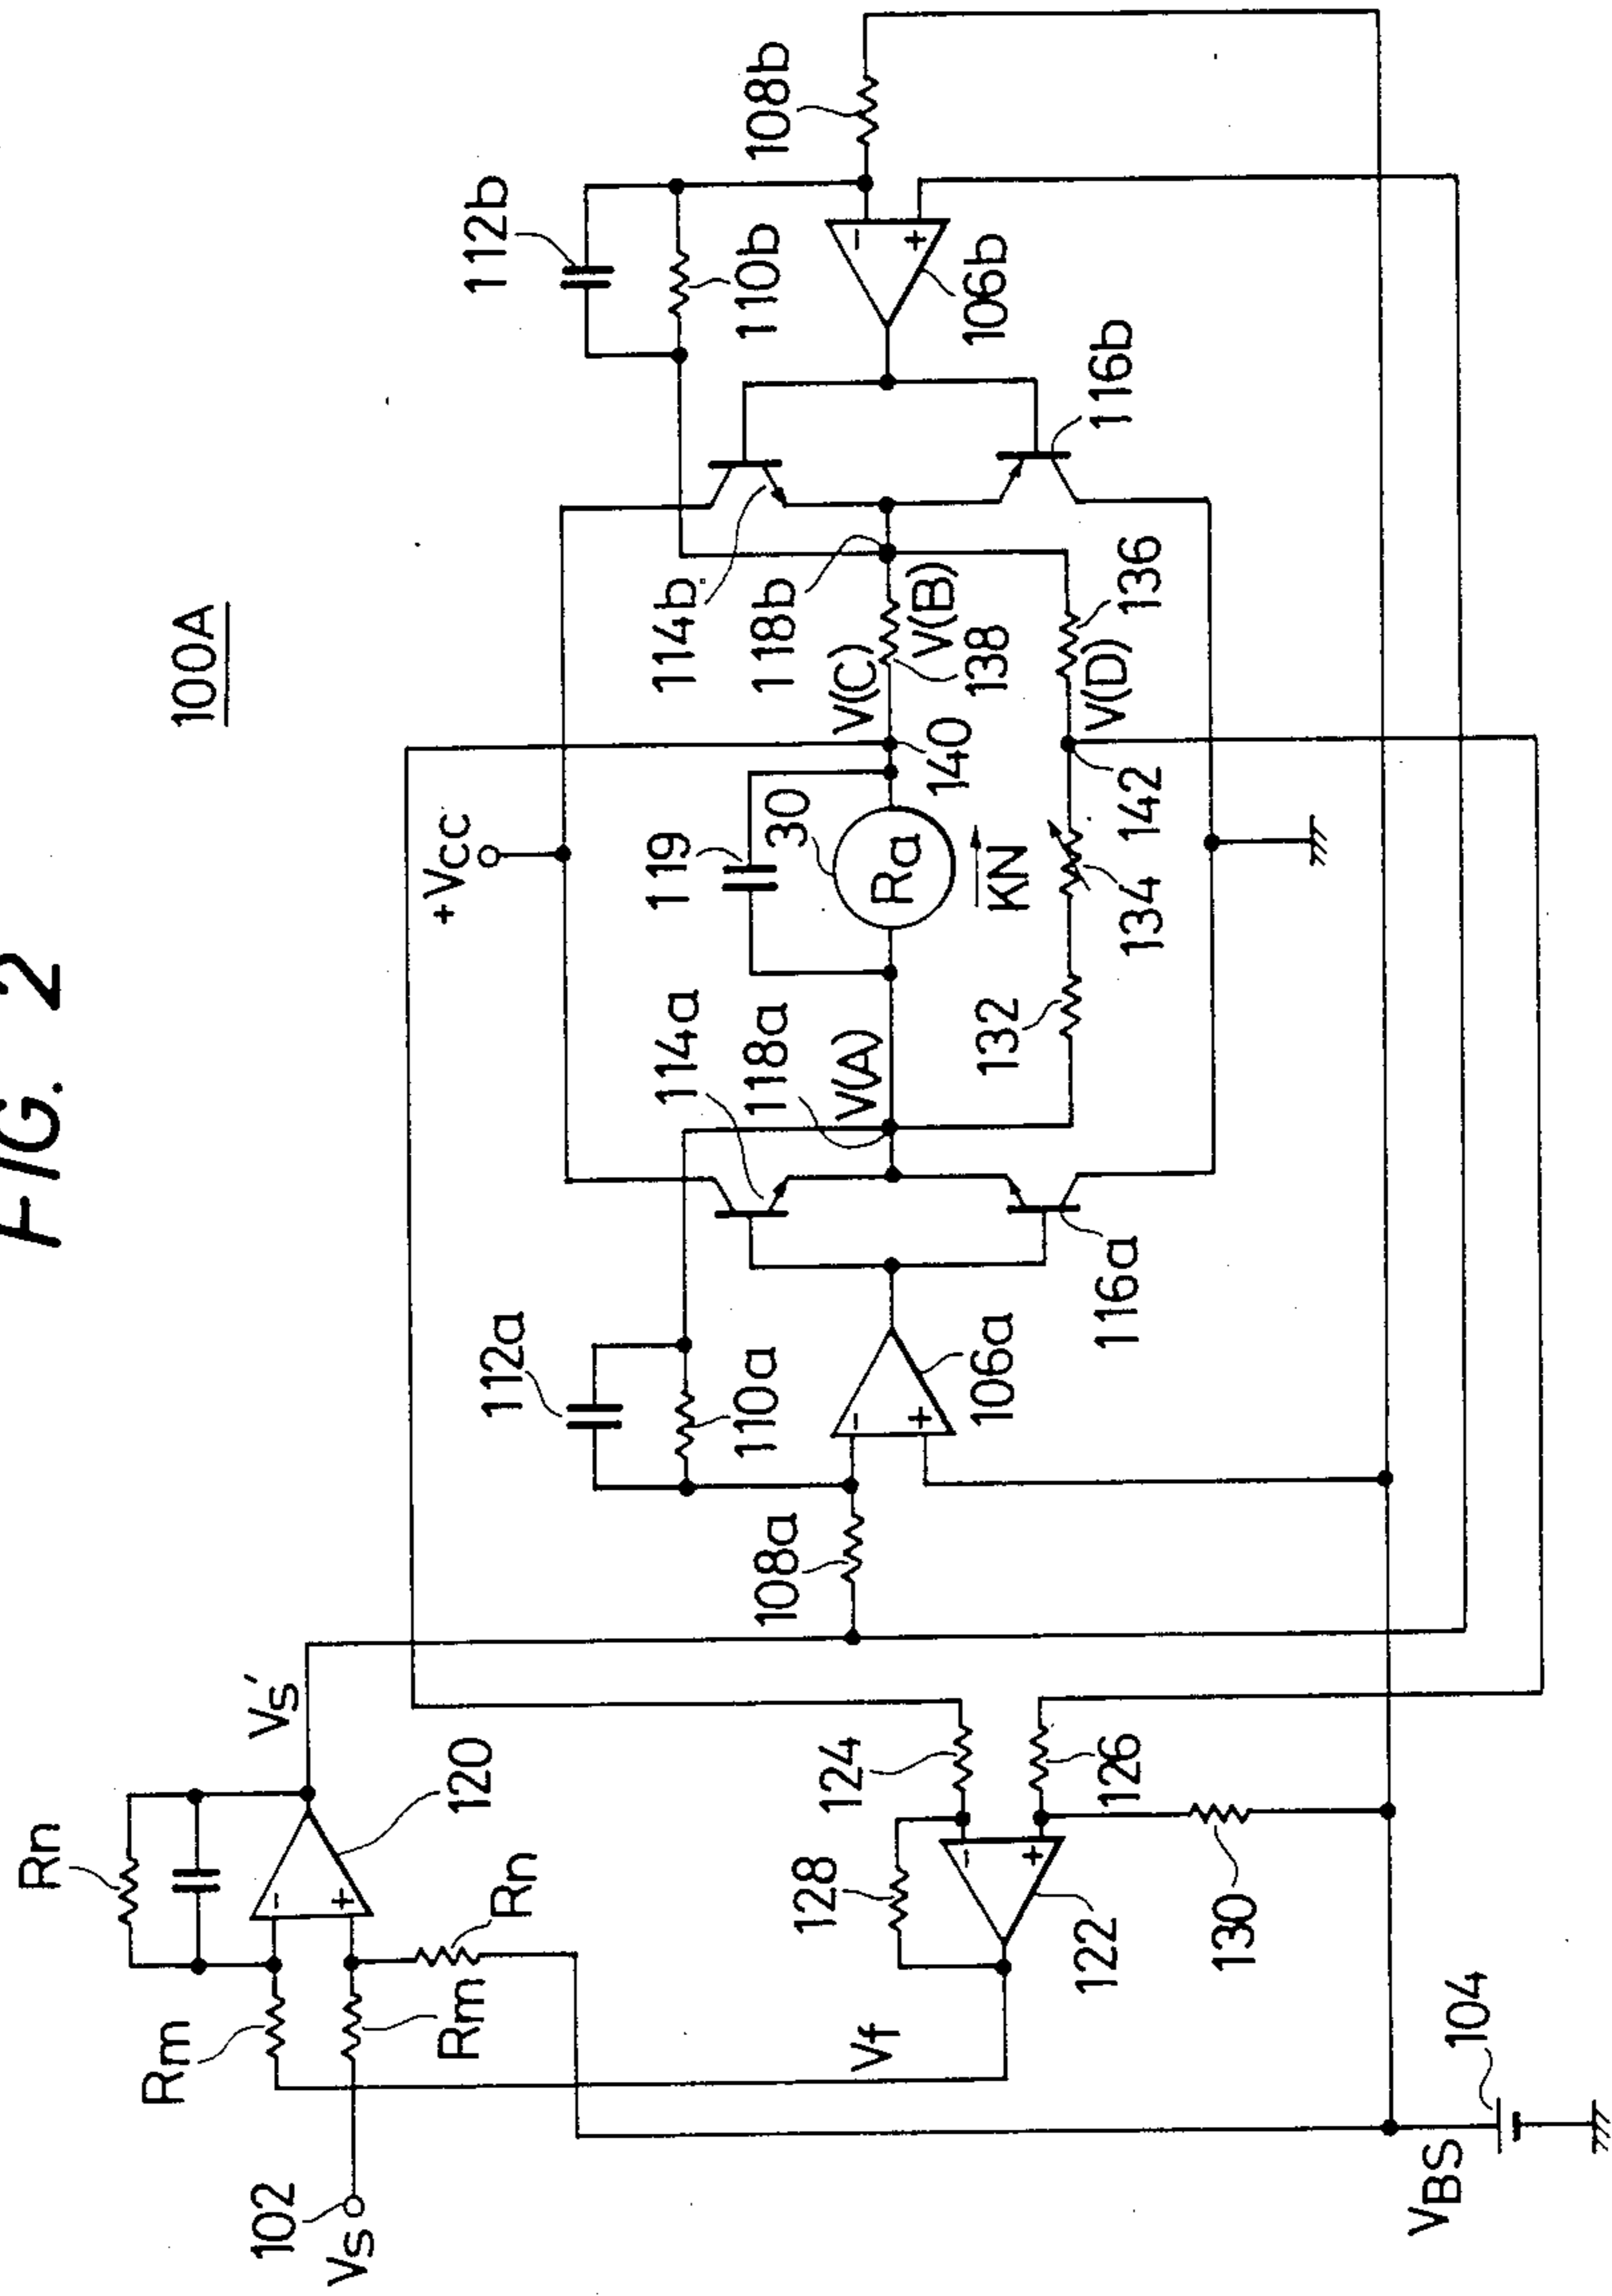 FIG. 2
100A
Rn
Rm
Rm
Rn
120
Vs'
102
Vs
Vf
128
122
124
126
130
VBS
104
108a
112a
110a
106a
114a
116a
118a
V(A)
+Vcc
119
30
Ra
KN
132
134
142
V(D)
136
140
V(C)
138
V(B)
118b
114b
116b
112b
110b
106b
108b